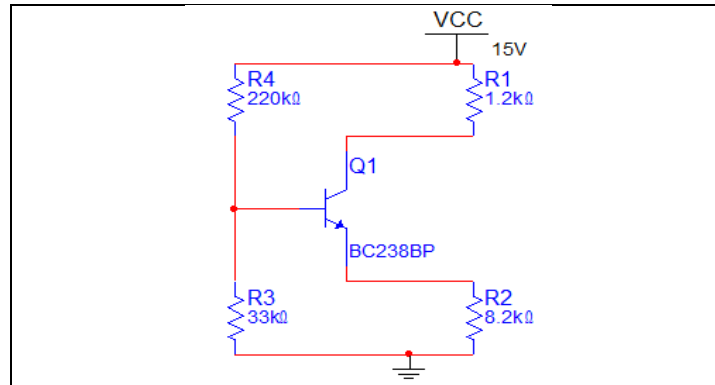 VCC
15V
R4
220kΩ
R1
1.2kΩ
Q1
BC238BP
R3
33kΩ
R2
8.2kΩ